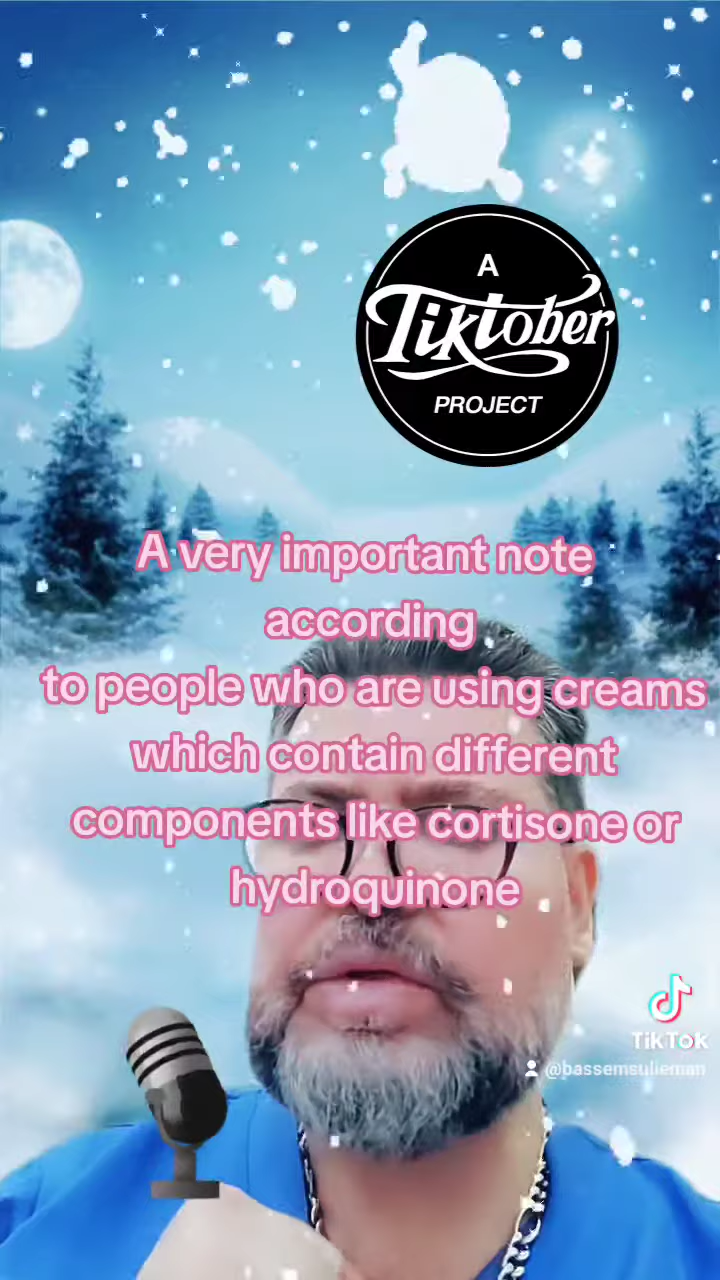 A
Tiktober
PROJECT
A very important note
according
to people who are using creams
which contain different
components like cortisone or
hydroquinone
TikTok
@bassemsulieman